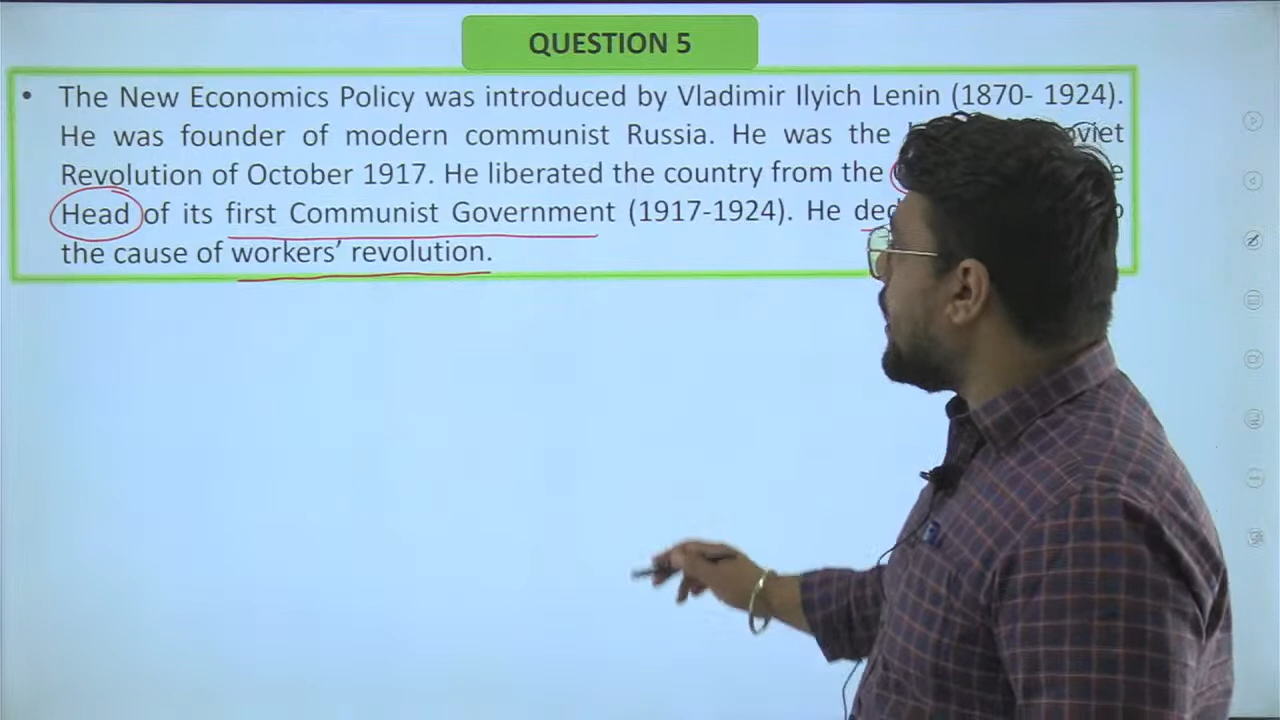 QUESTION 5
• The New Economics Policy was introduced by Vladimir Ilyich Lenin (1870- 1924).
He was founder of modern communist Russia. He was the oviet
Revolution of October 1917. He liberated the country from the e
Head of its first Communist Government (1917-1924). He ded
the cause of workers’ revolution.